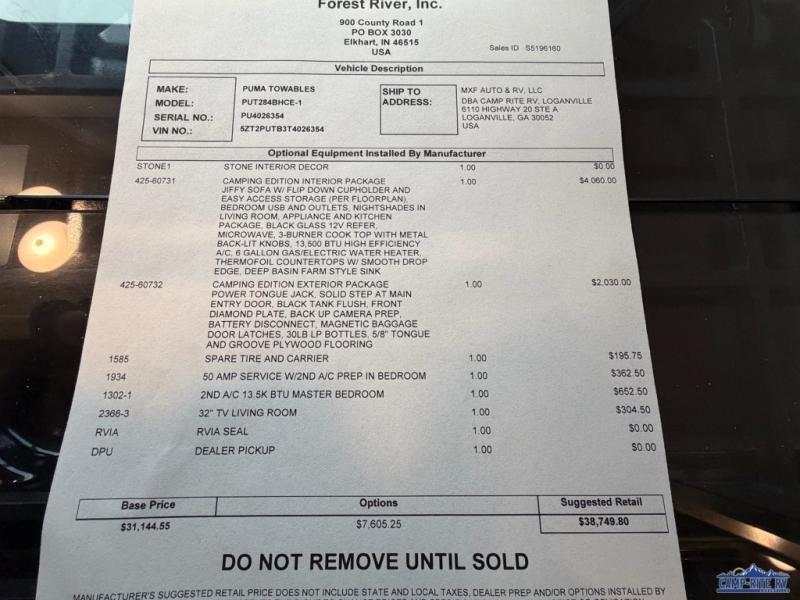 Forest River, Inc.
900 County Road 1
PO BOX 3030
Elkhart, IN 46515
USA
Sales ID S5196160
Vehicle Description
MAKE: PUMA TOWABLES
MODEL: PUT284BHCE-1
SERIAL NO.: PU4026354
VIN NO.: 5ZT2PUTB3T4026354
SHIP TO ADDRESS:
MXF AUTO & RV, LLC
DBA CAMP RITE RV, LOGANVILLE
6110 HIGHWAY 20 STE A
LOGANVILLE, GA 30052
USA
Optional Equipment Installed By Manufacturer
STONE1 STONE INTERIOR DECOR 1.00 $0.00
425-60731 CAMPING EDITION INTERIOR PACKAGE 1.00 $4,060.00
JIFFY SOFA W/ FLIP DOWN CUPHOLDER AND
EASY ACCESS STORAGE (PER FLOORPLAN),
BEDROOM USB AND OUTLETS, NIGHTSHADES IN
LIVING ROOM, APPLIANCE AND KITCHEN
PACKAGE, BLACK GLASS 12V REFER,
MICROWAVE, 3-BURNER COOK TOP WITH METAL
BACK-LIT KNOBS, 13,500 BTU HIGH EFFICIENCY
A/C, 6 GALLON GAS/ELECTRIC WATER HEATER,
THERMOFOIL COUNTERTOPS W/ SMOOTH DROP
EDGE, DEEP BASIN FARM STYLE SINK
425-60732 CAMPING EDITION EXTERIOR PACKAGE 1.00 $2,030.00
POWER TONGUE JACK, SOLID STEP AT MAIN
ENTRY DOOR, BLACK TANK FLUSH, FRONT
DIAMOND PLATE, BACK UP CAMERA PREP,
BATTERY DISCONNECT, MAGNETIC BAGGAGE
DOOR LATCHES, 30LB LP BOTTLES, 5/8" TONGUE
AND GROOVE PLYWOOD FLOORING
1585 SPARE TIRE AND CARRIER 1.00 $195.75
1934 50 AMP SERVICE W/2ND A/C PREP IN BEDROOM 1.00 $362.50
1302-1 2ND A/C 13.5K BTU MASTER BEDROOM 1.00 $652.50
2366-3 32" TV LIVING ROOM 1.00 $304.50
RVIA RVIA SEAL 1.00 $0.00
DPU DEALER PICKUP 1.00 $0.00
Base Price Options Suggested Retail
$31,144.55 $7,605.25 $38,749.80
DO NOT REMOVE UNTIL SOLD
MANUFACTURER'S SUGGESTED RETAIL PRICE DOES NOT INCLUDE STATE AND LOCAL TAXES, DEALER PREP AND/OR OPTIONS INSTALLED BY
CAMP-RITE RV